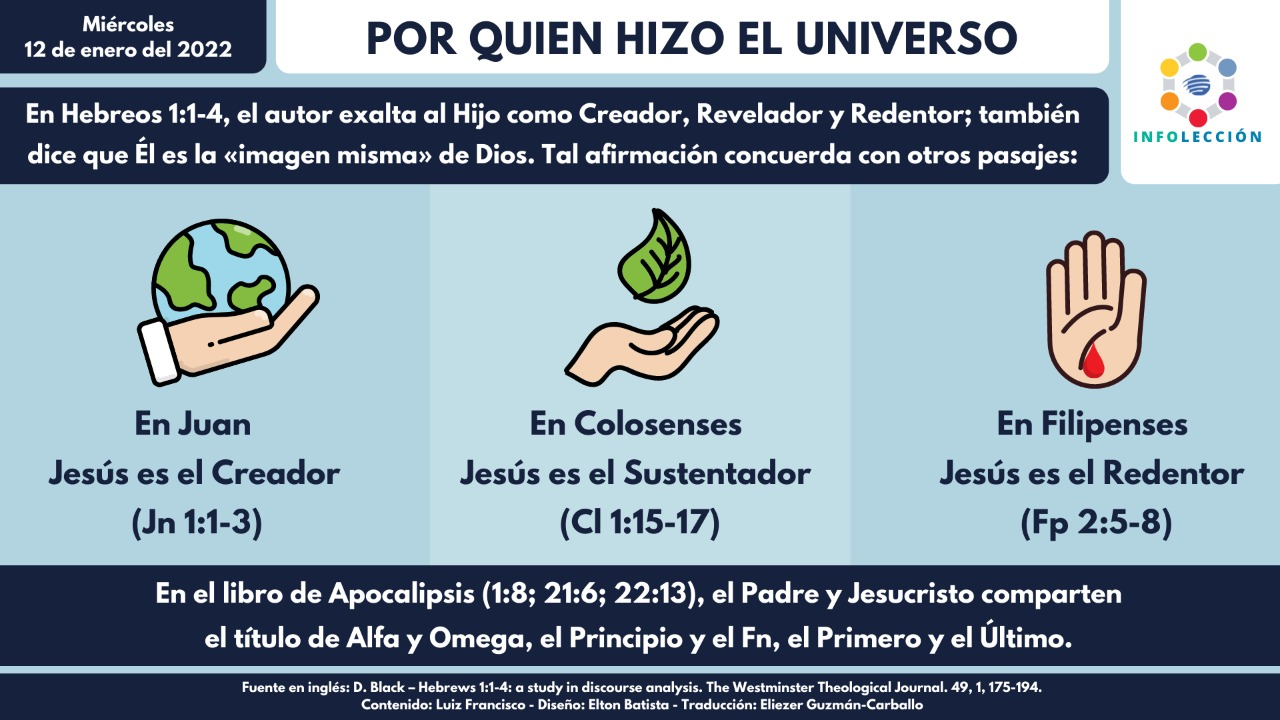 Miércoles
12 de enero del 2022
POR QUIEN HIZO EL UNIVERSO
INFOLECCIÓN
En Hebreos 1:1-4, el autor exalta al Hijo como Creador, Revelador y Redentor; también
dice que Él es la «imagen misma» de Dios. Tal afirmación concuerda con otros pasajes:
En Juan
Jesús es el Creador
(Jn 1:1-3)
En Colosenses
Jesús es el Sustentador
(Cl 1:15-17)
En Filipenses
Jesús es el Redentor
(Fp 2:5-8)
En el libro de Apocalipsis (1:8; 21:6; 22:13), el Padre y Jesucristo comparten
el título de Alfa y Omega, el Principio y el Fn, el Primero y el Último.
Fuente en inglés: D. Black – Hebrews 1:1-4: a study in discourse analysis. The Westminster Theological Journal. 49, 1, 175-194.
Contenido: Luiz Francisco - Diseño: Elton Batista - Traducción: Eliezer Guzmán-Carballo